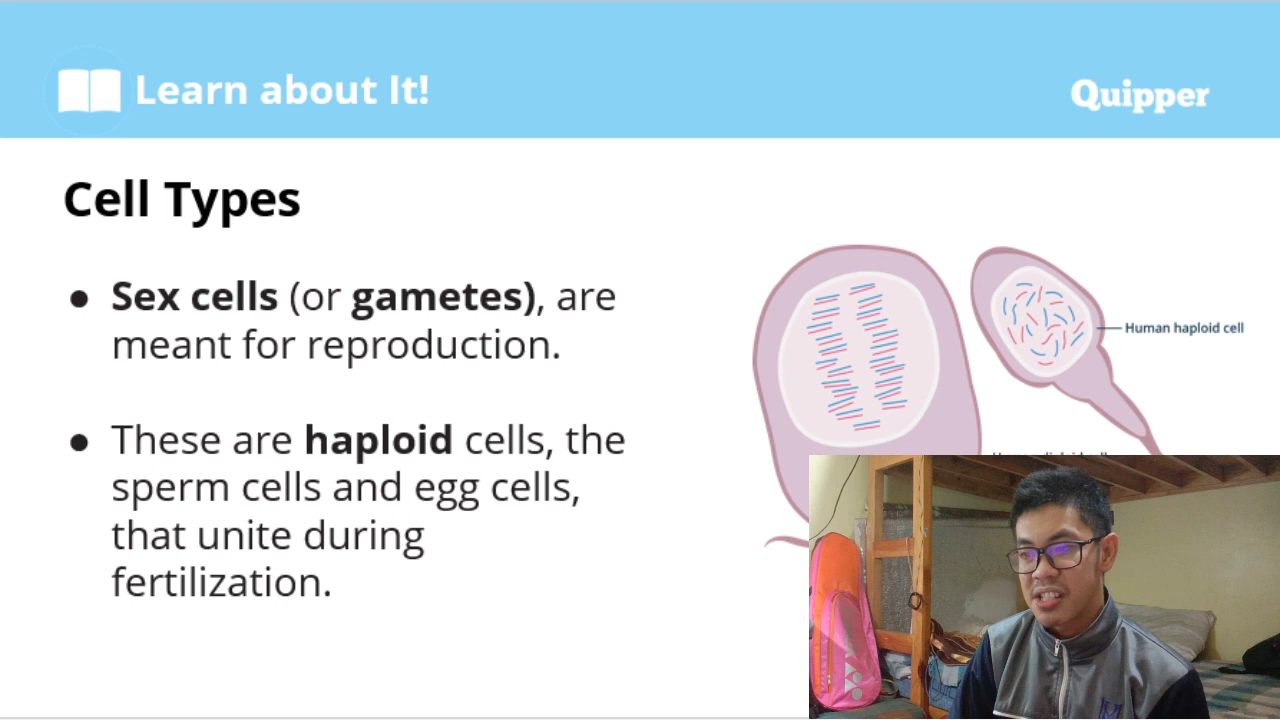 Learn about It!
Quipper
Cell Types
● Sex cells (or gametes), are
meant for reproduction.
Human haploid cell
● These are haploid cells, the
sperm cells and egg cells,
that unite during
fertilization.